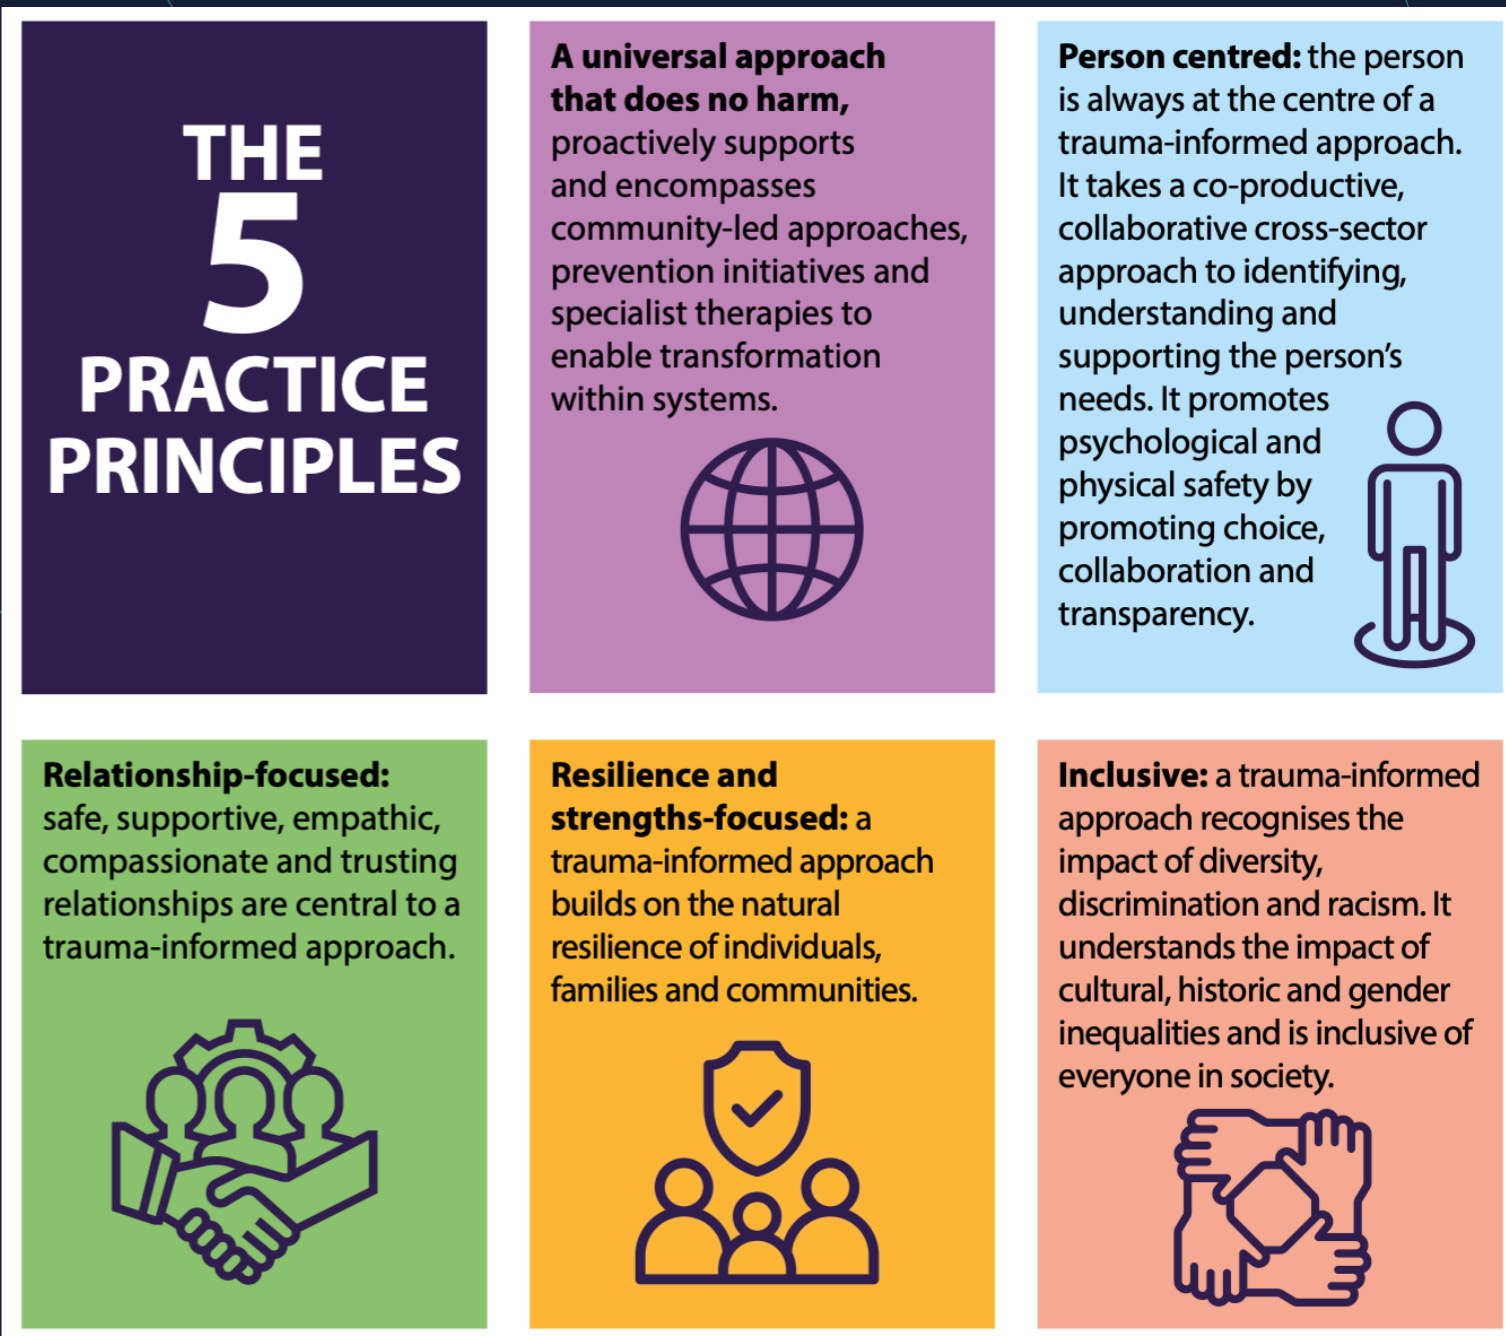 THE
5
PRACTICE
PRINCIPLES
A universal approach
that does no harm,
proactively supports
and encompasses
community-led approaches,
prevention initiatives and
specialist therapies to
enable transformation
within systems.
Person centred: the person
is always at the centre of a
trauma-informed approach.
It takes a co-productive,
collaborative cross-sector
approach to identifying,
understanding and
supporting the person’s
needs. It promotes
psychological and
physical safety by
promoting choice,
collaboration and
transparency.
Relationship-focused:
safe, supportive, empathic,
compassionate and trusting
relationships are central to a
trauma-informed approach.
Resilience and
strengths-focused: a
trauma-informed approach
builds on the natural
resilience of individuals,
families and communities.
Inclusive: a trauma-informed
approach recognises the
impact of diversity,
discrimination and racism. It
understands the impact of
cultural, historic and gender
inequalities and is inclusive of
everyone in society.